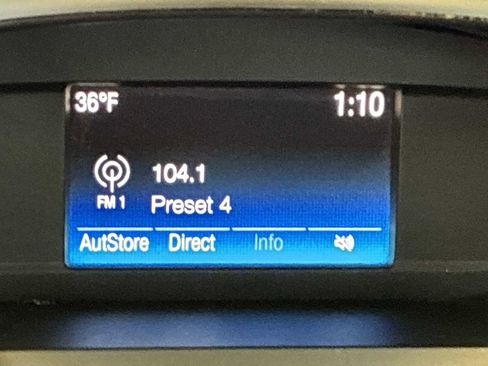 36°F 1:10
104.1
FM 1 Preset 4
AutStore Direct Info